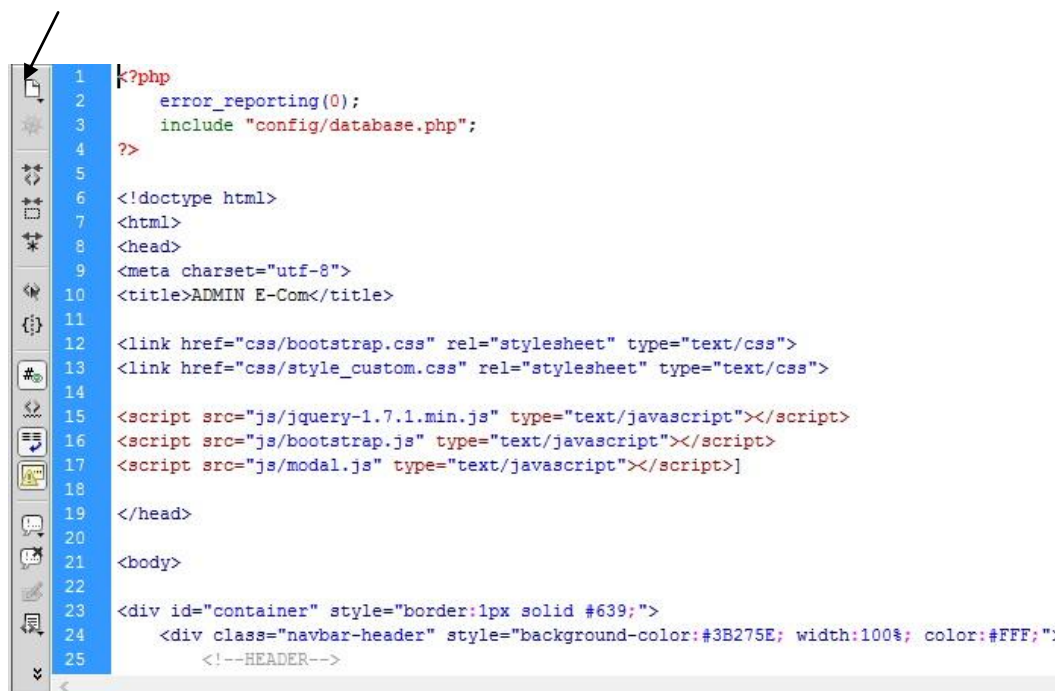 1 <?php
2 error_reporting(0);
3 include "config/database.php";
4 ?>
5
6 <!doctype html>
7 <html>
8 <head>
9 <meta charset="utf-8">
10 <title>ADMIN E-Com</title>
11
12 <link href="css/bootstrap.css" rel="stylesheet" type="text/css">
13 <link href="css/style_custom.css" rel="stylesheet" type="text/css">
14
15 <script src="js/jquery-1.7.1.min.js" type="text/javascript"></script>
16 <script src="js/bootstrap.js" type="text/javascript"></script>
17 <script src="js/modal.js" type="text/javascript"></script>]
18
19 </head>
20
21 <body>
22
23 <div id="container" style="border:1px solid #639;">
24 <div class="navbar-header" style="background-color:#3B275E; width:100%; color:#FFF;">
25 <!--HEADER-->